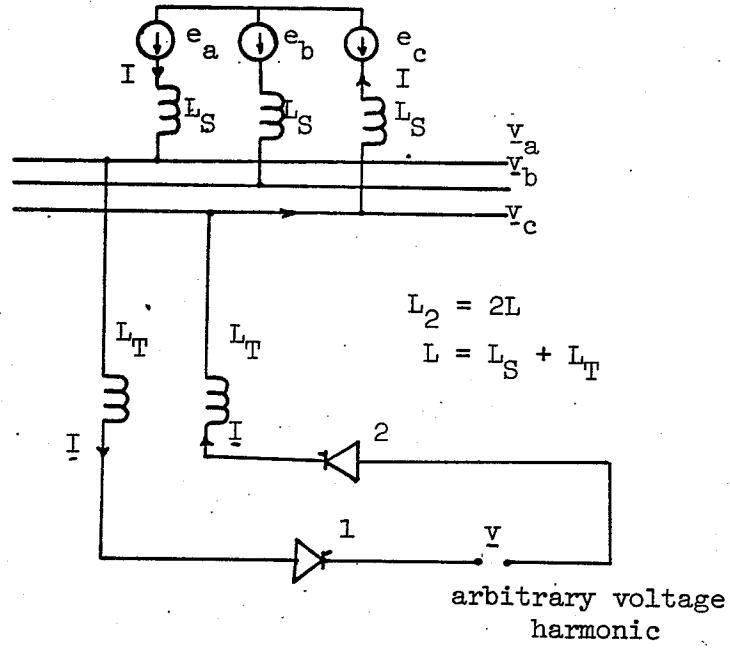 e_a e_b e_c
I I
L_S L_S L_S
v_a
v_b
v_c
L_2 = 2L
L_T L_T
L = L_S + L_T
I I 2
1 v
arbitrary voltage
harmonic